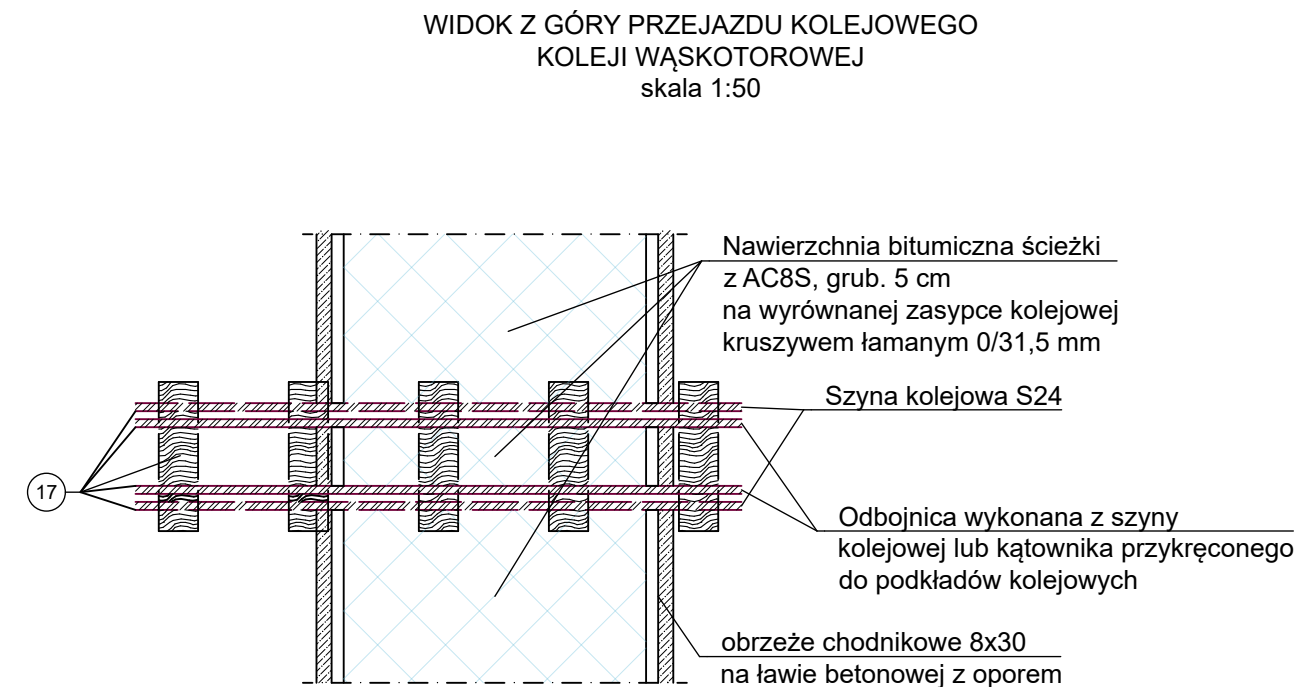 WIDOK Z GÓRY PRZEJAZDU KOLEJOWEGO
KOLEJI WĄSKOTOROWEJ
skala 1:50
Nawierzchnia bitumiczna ścieżki
z AC8S, grub. 5 cm
na wyrównanej zasypce kolejowej
kruszywem łamanym 0/31,5 mm
Szyna kolejowa S24
17
Odbojnica wykonana z szyny
kolejowej lub kątownika przykręconego
do podkładów kolejowych
obrzeże chodnikowe 8x30
na ławie betonowej z oporem